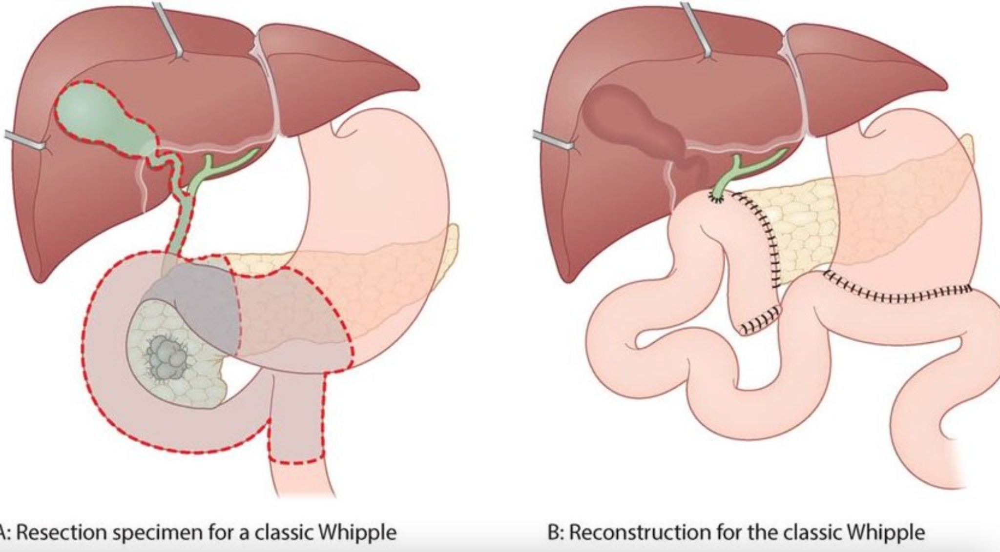 A: Resection specimen for a classic Whipple
B: Reconstruction for the classic Whipple